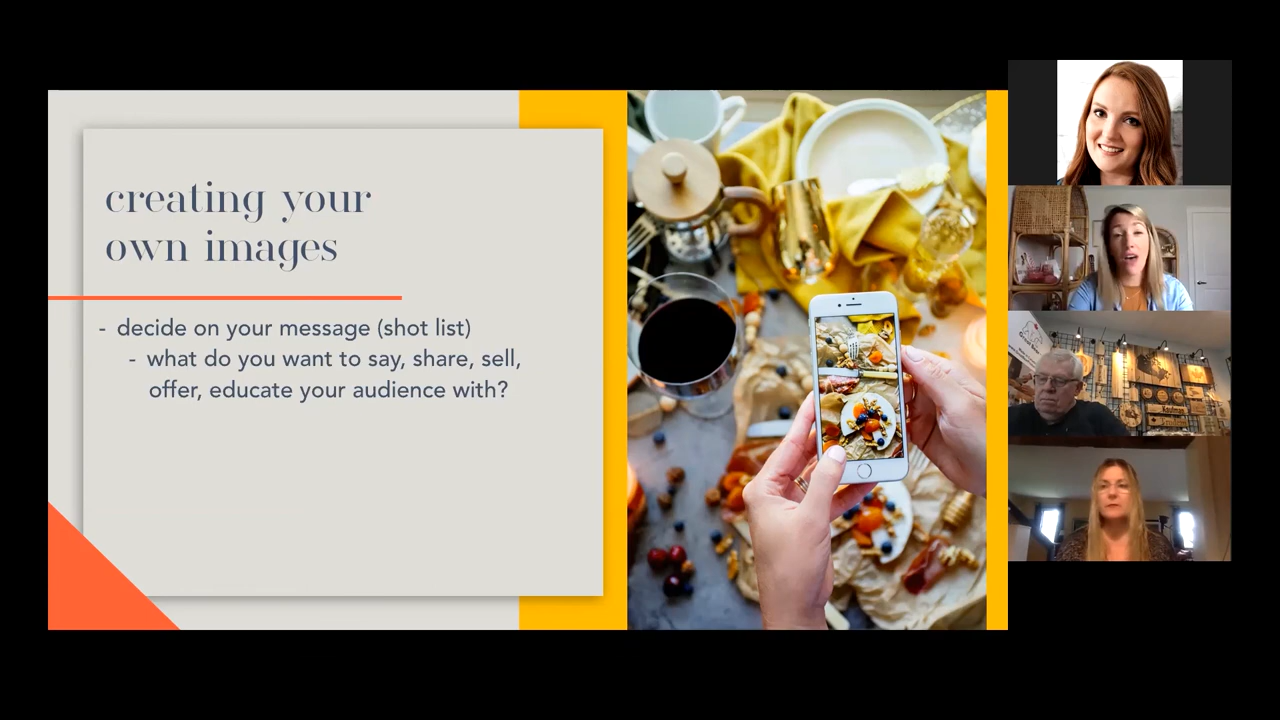 creating your
own images
- decide on your message (shot list)
- what do you want to say, share, sell,
offer, educate your audience with?